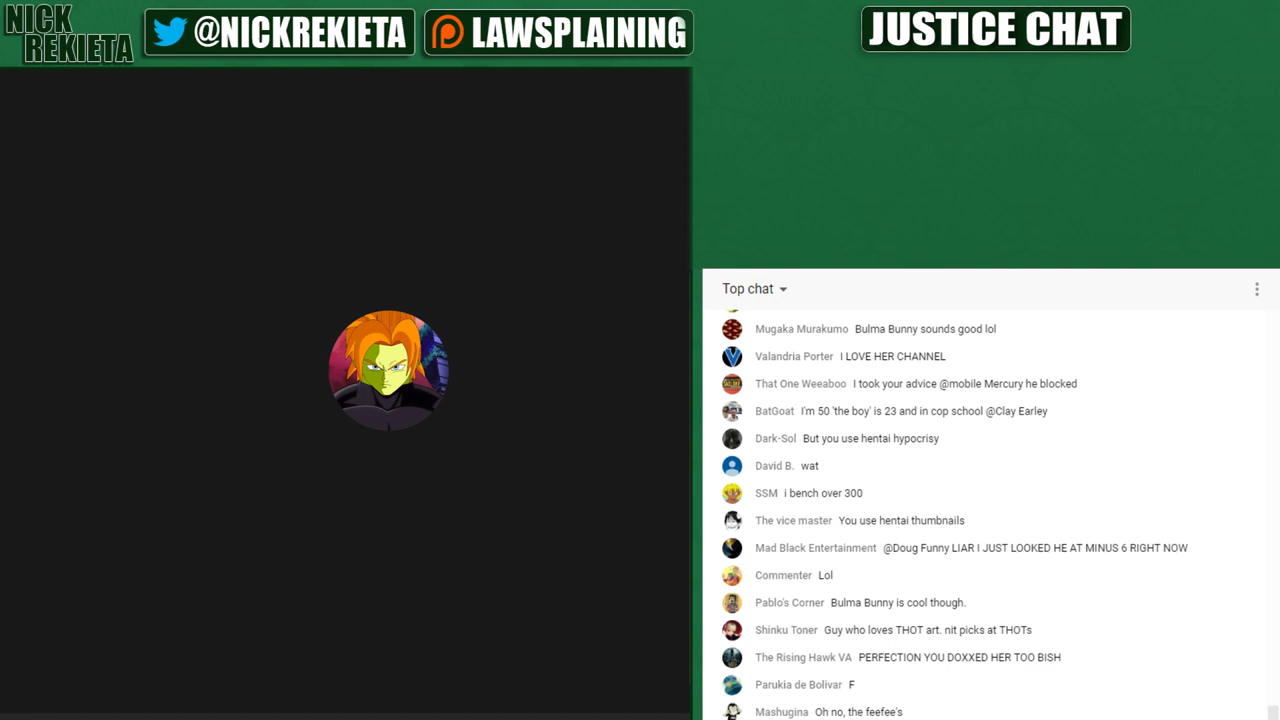 NICK
REKIETA
@NICKREKIETA
LAWSPLAINING
JUSTICE CHAT
Top chat
Mugaka Murakumo Bulma Bunny sounds good lol
Valandria Porter I LOVE HER CHANNEL
That One Weeaboo I took your advice @mobile Mercury he blocked
BatGoat I'm 50 'the boy' is 23 and in cop school @Clay Earley
Dark-Sol But you use hentai hypocrisy
David B. wat
SSM i bench over 300
The vice master You use hentai thumbnails
Mad Black Entertainment @Doug Funny LIAR I JUST LOOKED HE AT MINUS 6 RIGHT NOW
Commenter Lol
Pablo's Corner Bulma Bunny is cool though.
Shinku Toner Guy who loves THOT art. nit picks at THOTs
The Rising Hawk VA PERFECTION YOU DOXXED HER TOO BISH
Parukia de Bolivar F
Mashugina Oh no, the feefee's